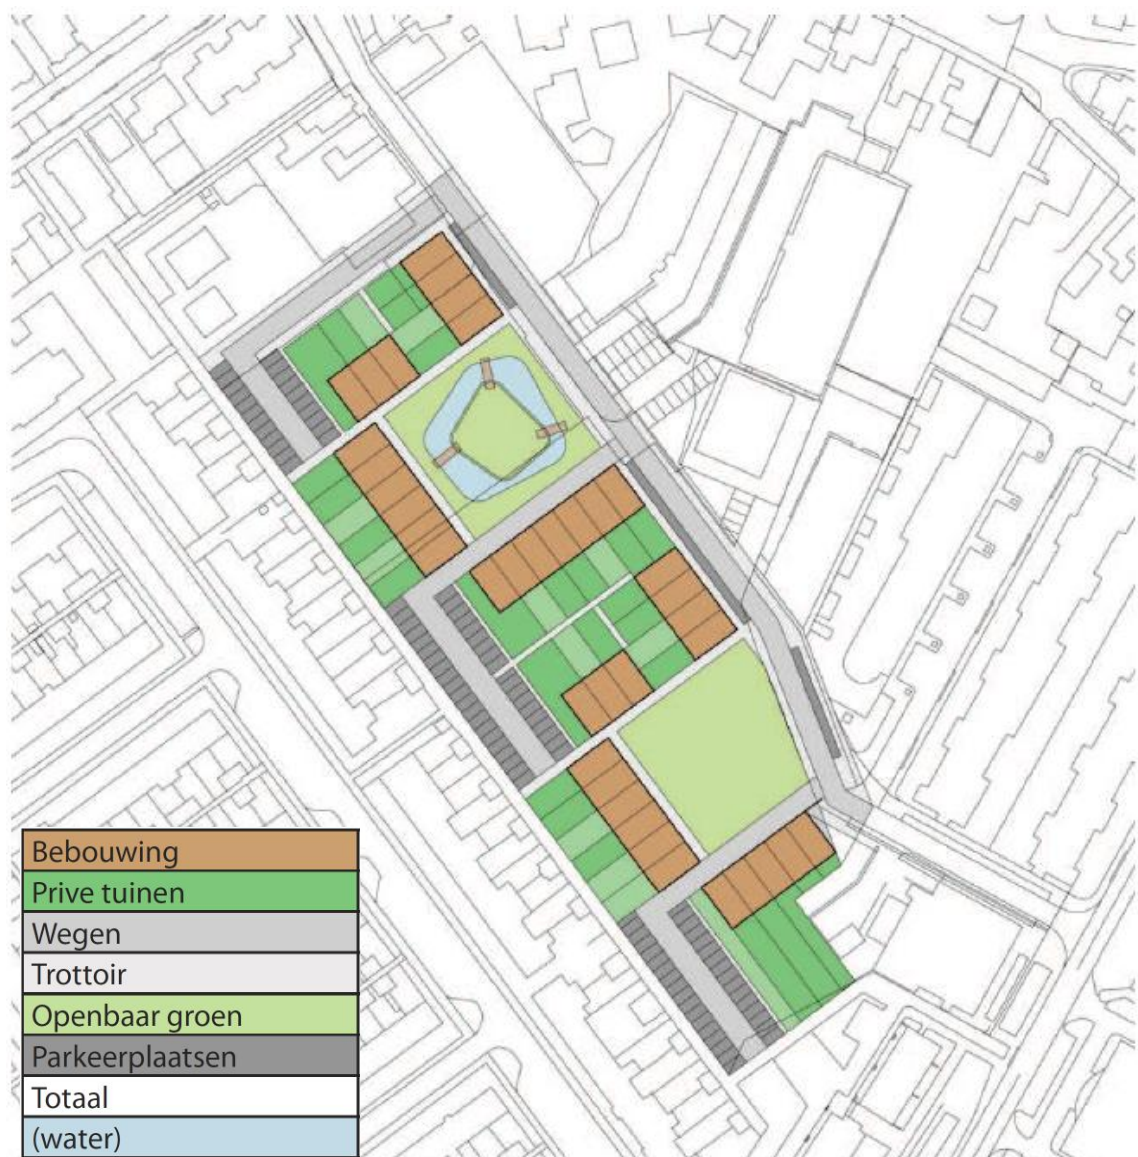 Bebouwing
Prive tuinen
Wegen
Trottoir
Openbaar groen
Parkeerplaatsen
Totaal
(water)